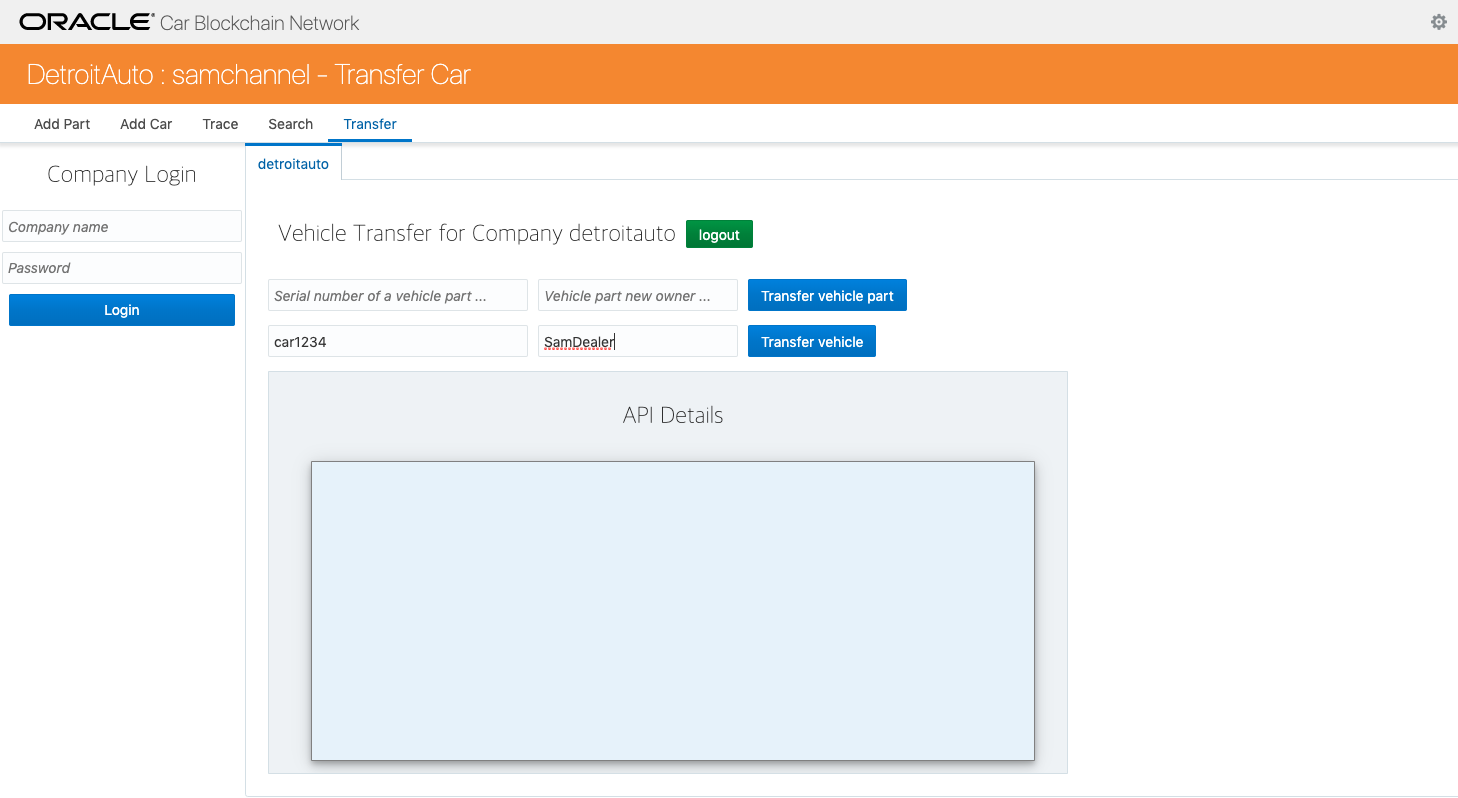 ORACLE® Car Blockchain Network
DetroitAuto : samchannel - Transfer Car
Add Part Add Car Trace Search Transfer
Company Login
Company name
Password
Login
detroitauto
Vehicle Transfer for Company detroitauto logout
Serial number of a vehicle part ... Vehicle part new owner ... Transfer vehicle part
car1234 SamDealer Transfer vehicle
API Details